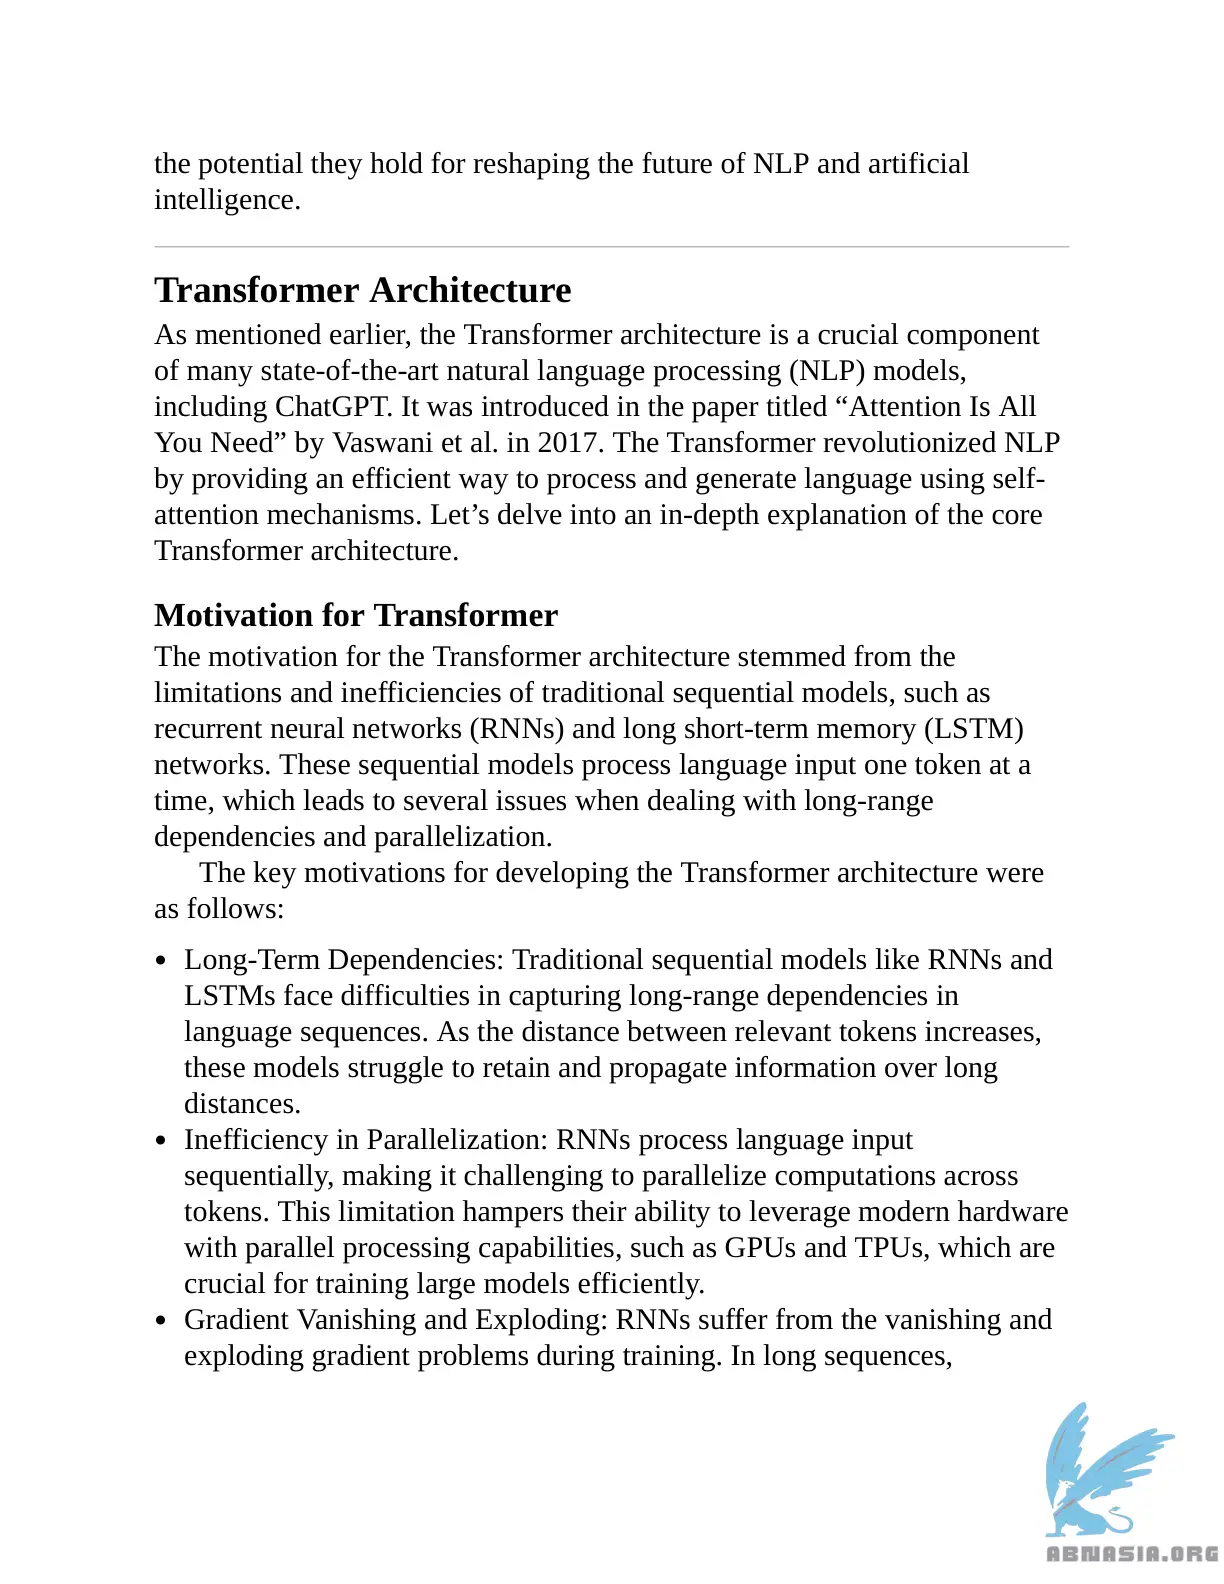 the potential they hold for reshaping the future of NLP and artificial
intelligence.
Transformer Architecture
As mentioned earlier, the Transformer architecture is a crucial component
of many state-of-the-art natural language processing (NLP) models,
including ChatGPT. It was introduced in the paper titled “Attention Is All
You Need” by Vaswani et al. in 2017. The Transformer revolutionized NLP
by providing an efficient way to process and generate language using self-
attention mechanisms. Let’s delve into an in-depth explanation of the core
Transformer architecture.
Motivation for Transformer
The motivation for the Transformer architecture stemmed from the
limitations and inefficiencies of traditional sequential models, such as
recurrent neural networks (RNNs) and long short-term memory (LSTM)
networks. These sequential models process language input one token at a
time, which leads to several issues when dealing with long-range
dependencies and parallelization.
The key motivations for developing the Transformer architecture were
as follows:
• Long-Term Dependencies: Traditional sequential models like RNNs and
LSTMs face difficulties in capturing long-range dependencies in
language sequences. As the distance between relevant tokens increases,
these models struggle to retain and propagate information over long
distances.
• Inefficiency in Parallelization: RNNs process language input
sequentially, making it challenging to parallelize computations across
tokens. This limitation hampers their ability to leverage modern hardware
with parallel processing capabilities, such as GPUs and TPUs, which are
crucial for training large models efficiently.
• Gradient Vanishing and Exploding: RNNs suffer from the vanishing and
exploding gradient problems during training. In long sequences,
ABNASIA.ORG